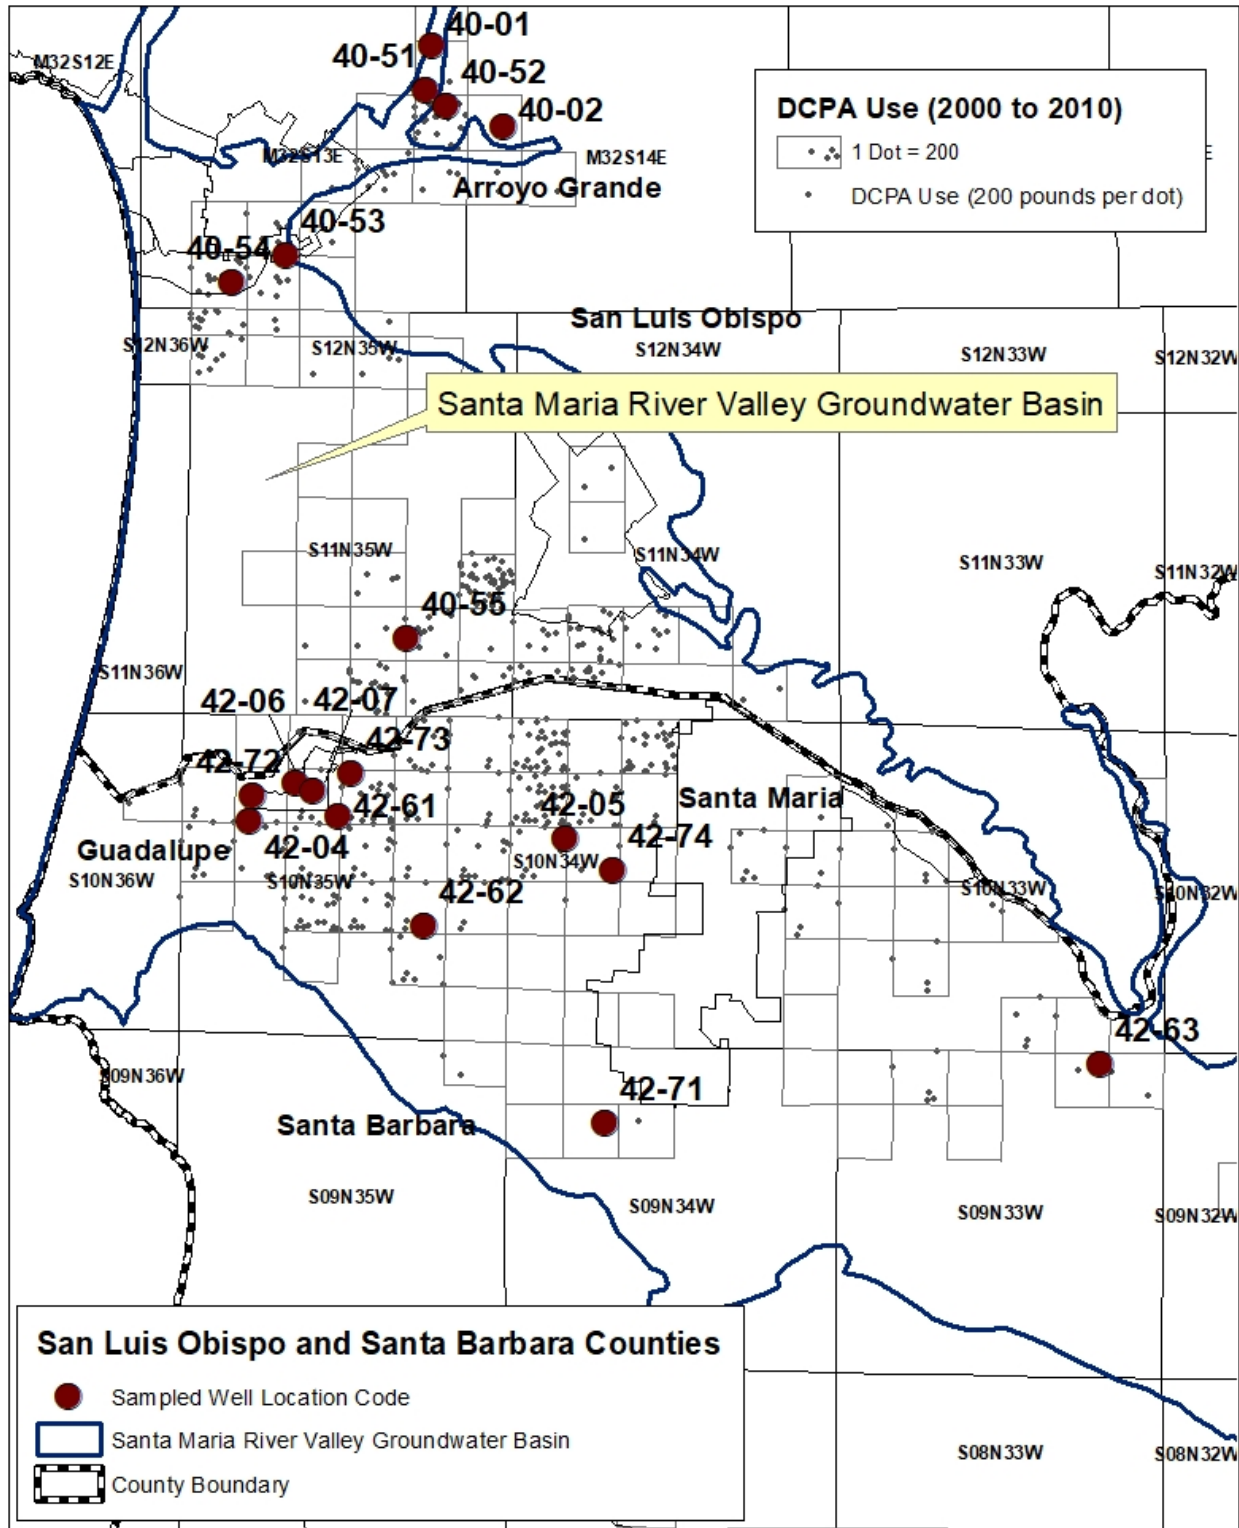 40-01
M32S12E
40-51
40-52
40-02
DCPA Use (2000 to 2010)
1 Dot = 200
DCPA Use (200 pounds per dot)
E
M32S13E
M32S14E
Arroyo Grande
40-53
40-54
San Luis Obispo
S12N36W
S12N35W
S12N34W
S12N33W
S12N32W
Santa Maria River Valley Groundwater Basin
S11N35W
S11N34W
S11N33W
S11N32W
40-55
S11N36W
42-06
42-07
42-73
42-72
42-61
42-05
Santa Maria
42-74
Guadalupe
42-04
S10N36W
S10N35W
S10N34W
S10N33W
S10N32W
42-62
42-63
S09N36W
42-71
Santa Barbara
S09N35W
S09N34W
S09N33W
S09N32W
San Luis Obispo and Santa Barbara Counties
Sampled Well Location Code
Santa Maria River Valley Groundwater Basin
County Boundary
S08N33W
S08N32W